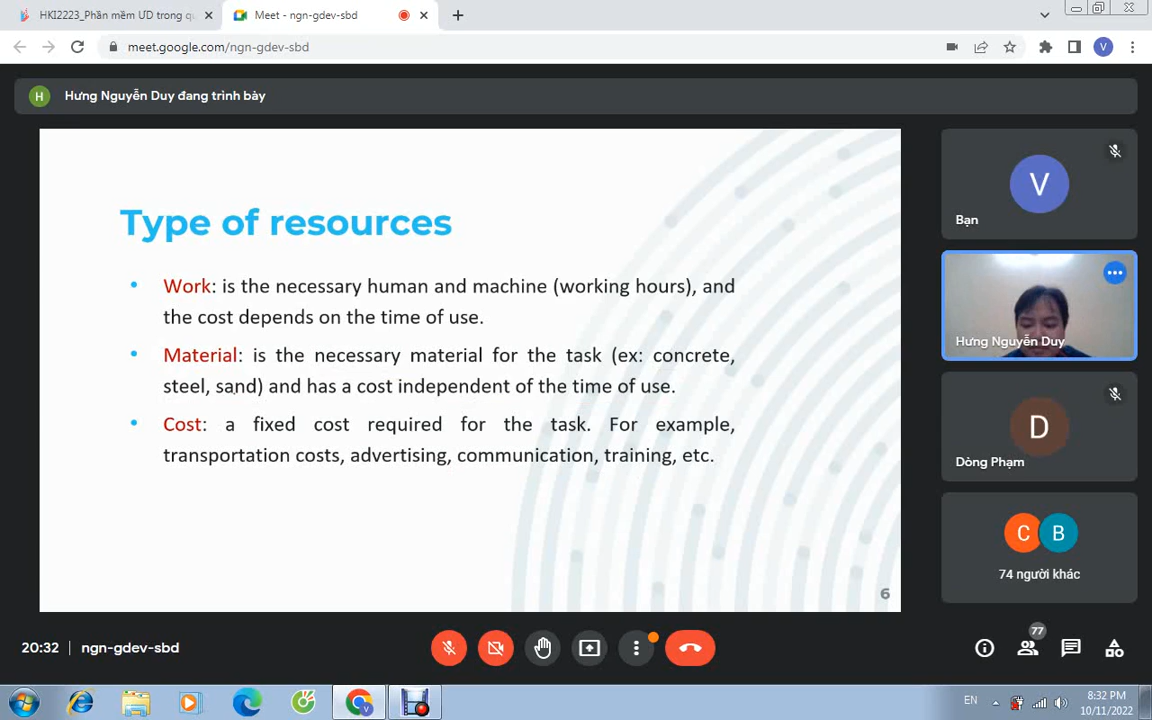 HKI2223_Phần mềm ƯD trong qu
Meet - ngn-gdev-sbd
meet.google.com/ngn-gdev-sbd
V
H
Hưng Nguyễn Duy đang trình bày
Type of resources
• Work: is the necessary human and machine (working hours), and
the cost depends on the time of use.
• Material: is the necessary material for the task (ex: concrete,
steel, sand) and has a cost independent of the time of use.
• Cost: a fixed cost required for the task. For example,
transportation costs, advertising, communication, training, etc.
6
V
Bạn
Hưng Nguyễn Duy
D
Dòng Phạm
C B
74 người khác
20:32 | ngn-gdev-sbd
77
EN
8:32 PM
10/11/2022